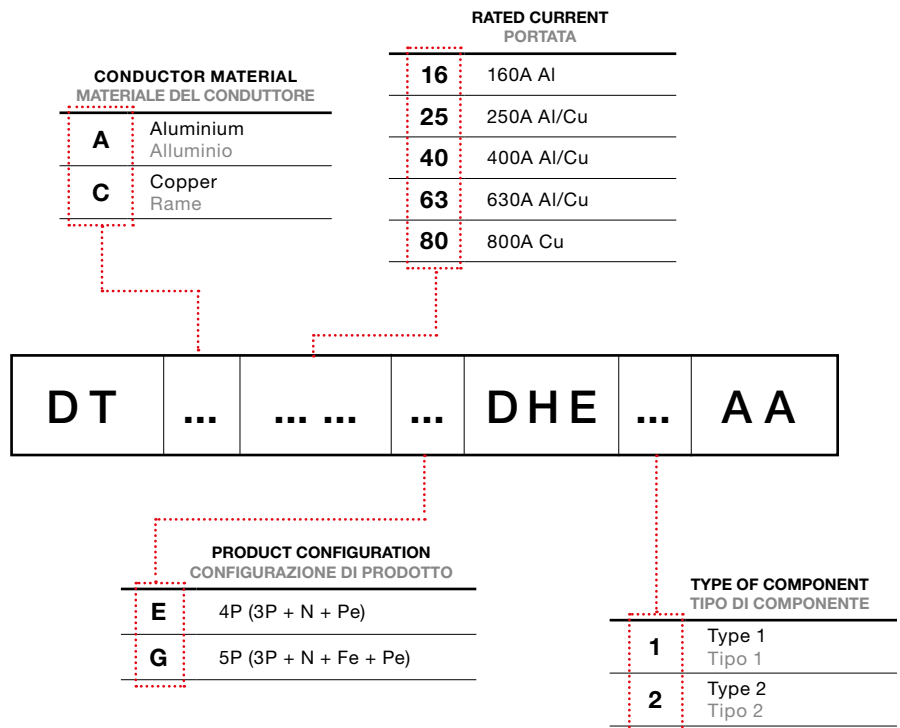 RATED CURRENT
PORTATA
16 160A Al
25 250A Al/Cu
40 400A Al/Cu
63 630A Al/Cu
80 800A Cu
CONDUCTOR MATERIAL
MATERIALE DEL CONDUTTORE
A Aluminium
Alluminio
C Copper
Rame
DT ... ... ... ... DHE ... AA
PRODUCT CONFIGURATION
CONFIGURAZIONE DI PRODOTTO
E 4P (3P + N + Pe)
G 5P (3P + N + Fe + Pe)
TYPE OF COMPONENT
TIPO DI COMPONENTE
1 Type 1
Tipo 1
2 Type 2
Tipo 2